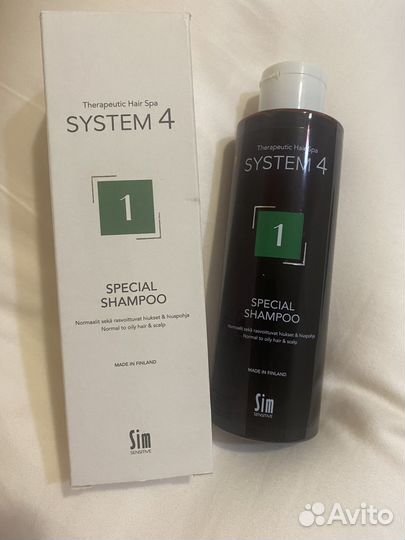 Therapeutic Hair Spa
SYSTEM 4
1
SPECIAL
SHAMPOO
Normaalit sekä rasvoittuvat hiukset & hiuspohja
Normal to oily hair & scalp
MADE IN FINLAND
Sim
SENSITIVE
Therapeutic Hair Spa
SYSTEM 4
1
SPECIAL
SHAMPOO
Normaalit sekä rasvoittuvat hiukset & hiuspohja
Normal to oily hair & scalp
MADE IN FINLAND
Sim
SENSITIVE
Avito